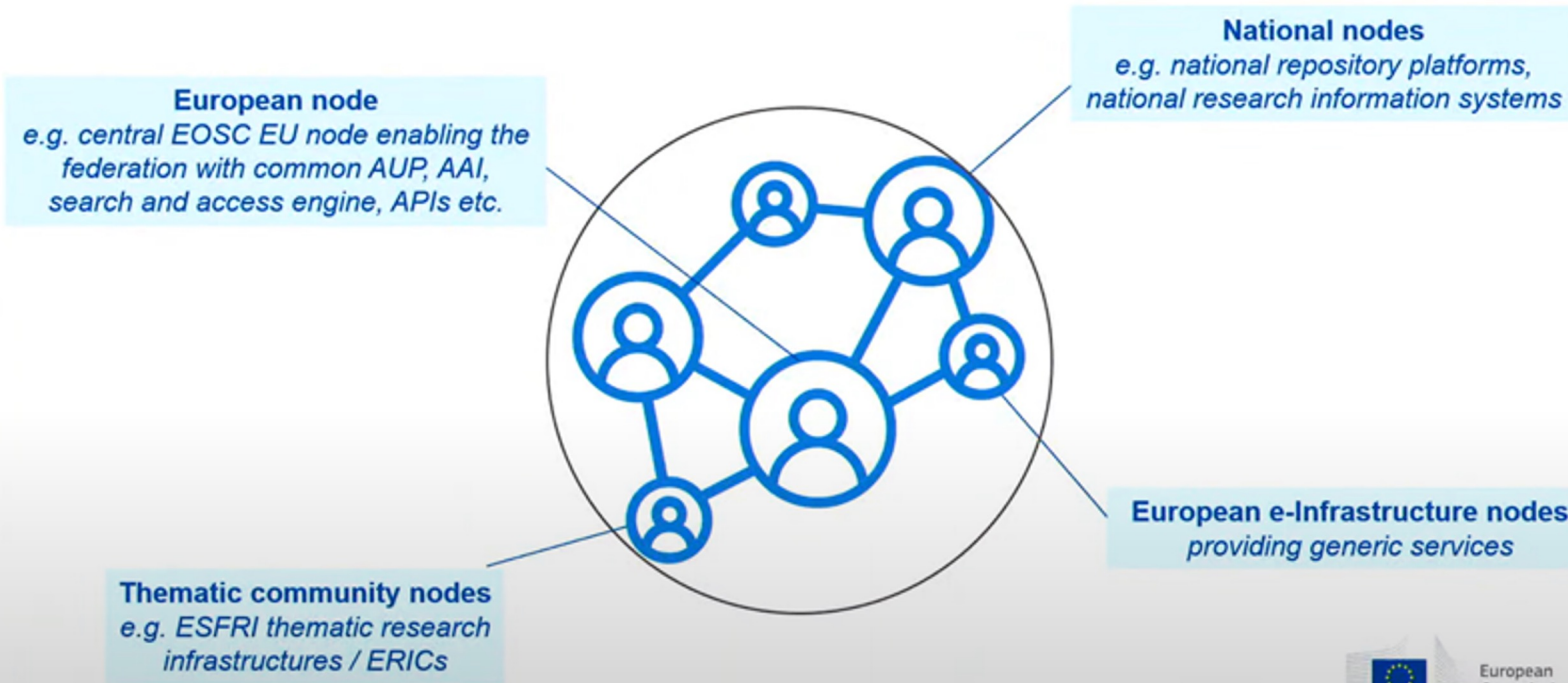 National nodes
e.g. national repository platforms,
national research information systems
European node
e.g. central EOSC EU node enabling the
federation with common AUP, AAI,
search and access engine, APIs etc.
European e-Infrastructure nodes
providing generic services
Thematic community nodes
e.g. ESFRI thematic research
infrastructures / ERICs
European